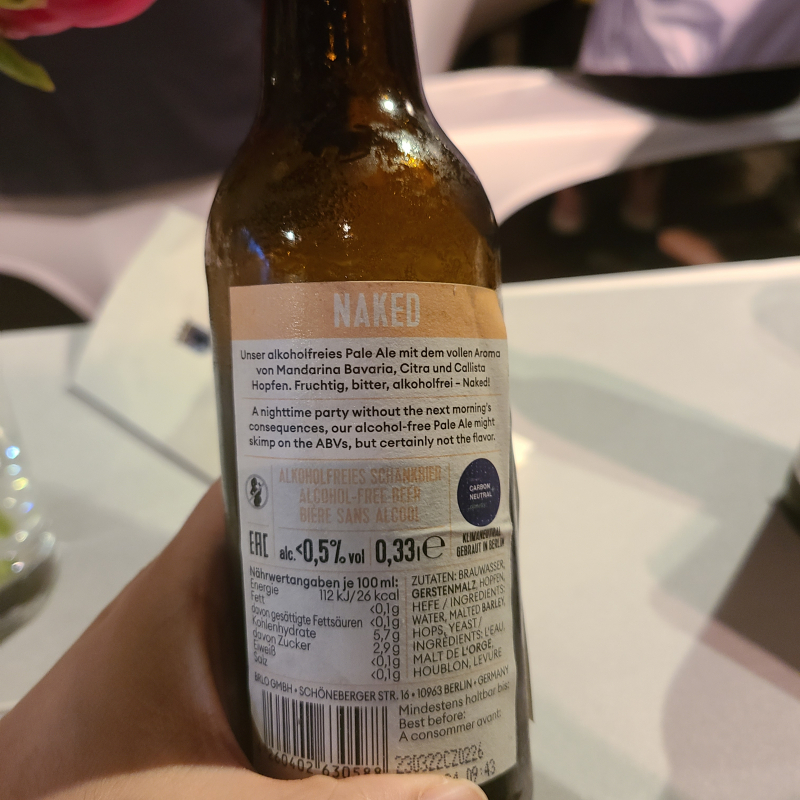 NAKED
Unser alkoholfreies Pale Ale mit dem vollen Aroma
von Mandarina Bavaria, Citra und Callista
Hopfen. Fruchtig, bitter, alkoholfrei – Naked!
A nighttime party without the next morning's
consequences, our alcohol-free Pale Ale might
skimp on the ABVs, but certainly not the flavor.
ALKOHOLFREIES SCHANKBIER
ALCOHOL-FREE BEER
BIÈRE SANS ALCOOL
CARBON
NEUTRAL
KLIMANEUTRAL
GEBRAUT IN BERLIN
EAC alc.<0,5% vol 0,33l e
Nährwertangaben je 100 ml:
Energie 112 kJ/26 kcal
Fett <0,1g
davon gesättigte Fettsäuren <0,1g
Kohlenhydrate 5,7g
davon Zucker 2,9g
Eiweiß <0,1g
Salz <0,1g
ZUTATEN: BRAUWASSER,
GERSTENMALZ, HOPFEN,
HEFE / INGREDIENTS:
WATER, MALTED BARLEY,
HOPS, YEAST /
INGRÉDIENTS: L'EAU,
MALT DE L'ORGE,
HOUBLON, LEVURE
BRLO GMBH • SCHÖNEBERGER STR. 16 • 10963 BERLIN • GERMANY
Mindestens haltbar bis:
Best before:
A consommer avant:
260402 630588
230322C70226
09:43